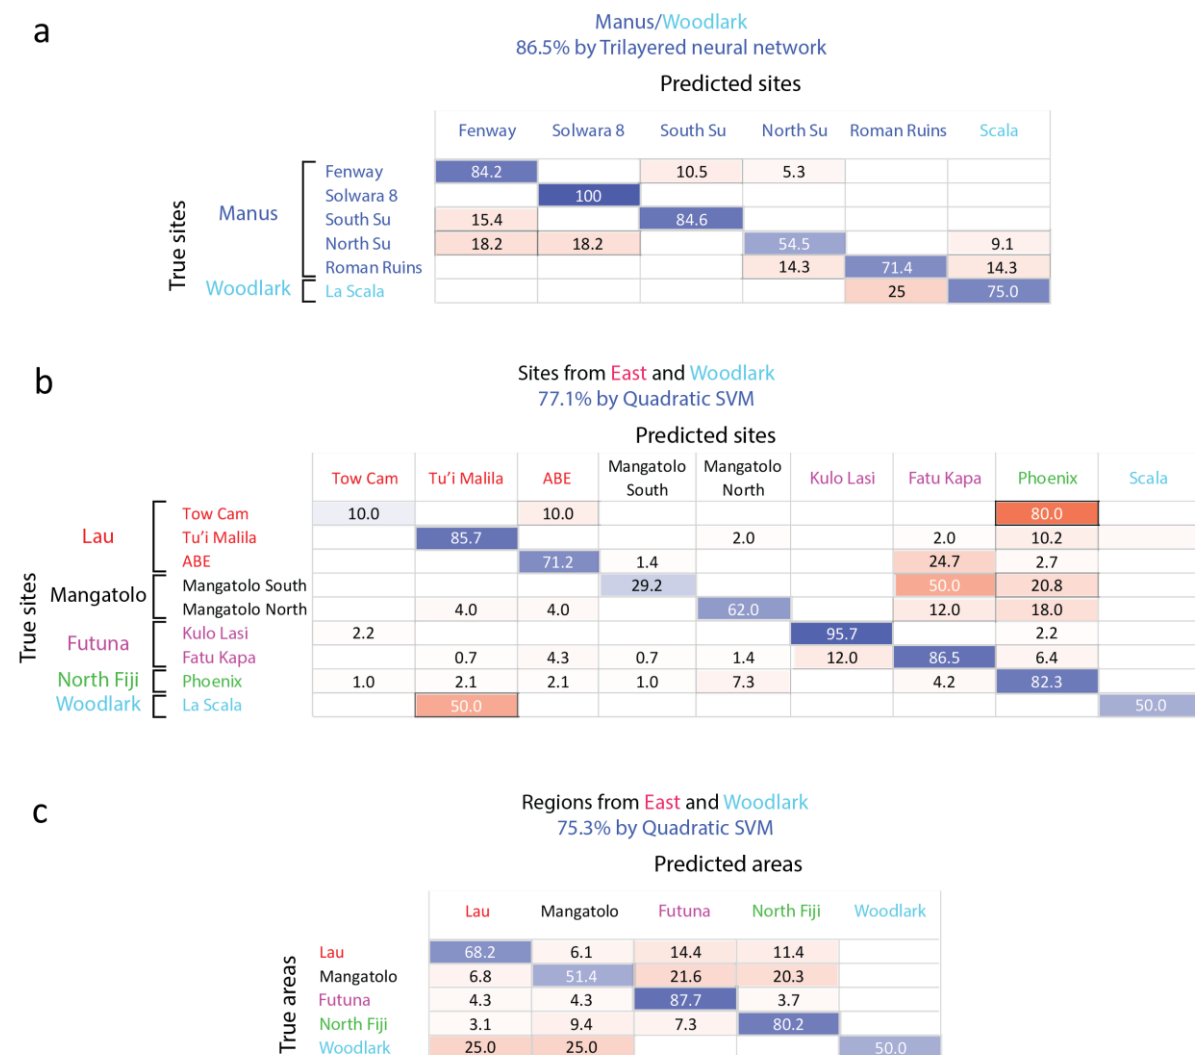 a
Manus/Woodlark
86.5% by Trilayered neural network
Predicted sites
Fenway Solwara 8 South Su North Su Roman Ruins Scala
True sites
Manus
Woodlark
Fenway 84.2 10.5 5.3
Solwara 8 100
South Su 15.4 84.6
North Su 18.2 18.2 54.5 9.1
Roman Ruins 14.3 71.4 14.3
La Scala 25 75.0
b
Sites from East and Woodlark
77.1% by Quadratic SVM
Predicted sites
Tow Cam Tu'i Malila ABE Mangatolo South Mangatolo North Kulo Lasi Fatu Kapa Phoenix Scala
True sites
Lau
Mangatolo
Futuna
North Fiji
Woodlark
Tow Cam 10.0 10.0 80.0
Tu'i Malila 85.7 2.0 2.0 10.2
ABE 71.2 1.4 24.7 2.7
Mangatolo South 29.2 50.0 20.8
Mangatolo North 4.0 4.0 62.0 12.0 18.0
Kulo Lasi 2.2 95.7 2.2
Fatu Kapa 0.7 4.3 0.7 1.4 12.0 86.5 6.4
Phoenix 1.0 2.1 2.1 1.0 7.3 4.2 82.3
La Scala 50.0 50.0
c
Regions from East and Woodlark
75.3% by Quadratic SVM
Predicted areas
Lau Mangatolo Futuna North Fiji Woodlark
True areas
Lau 68.2 6.1 14.4 11.4
Mangatolo 6.8 51.4 21.6 20.3
Futuna 4.3 4.3 87.7 3.7
North Fiji 3.1 9.4 7.3 80.2
Woodlark 25.0 25.0 50.0